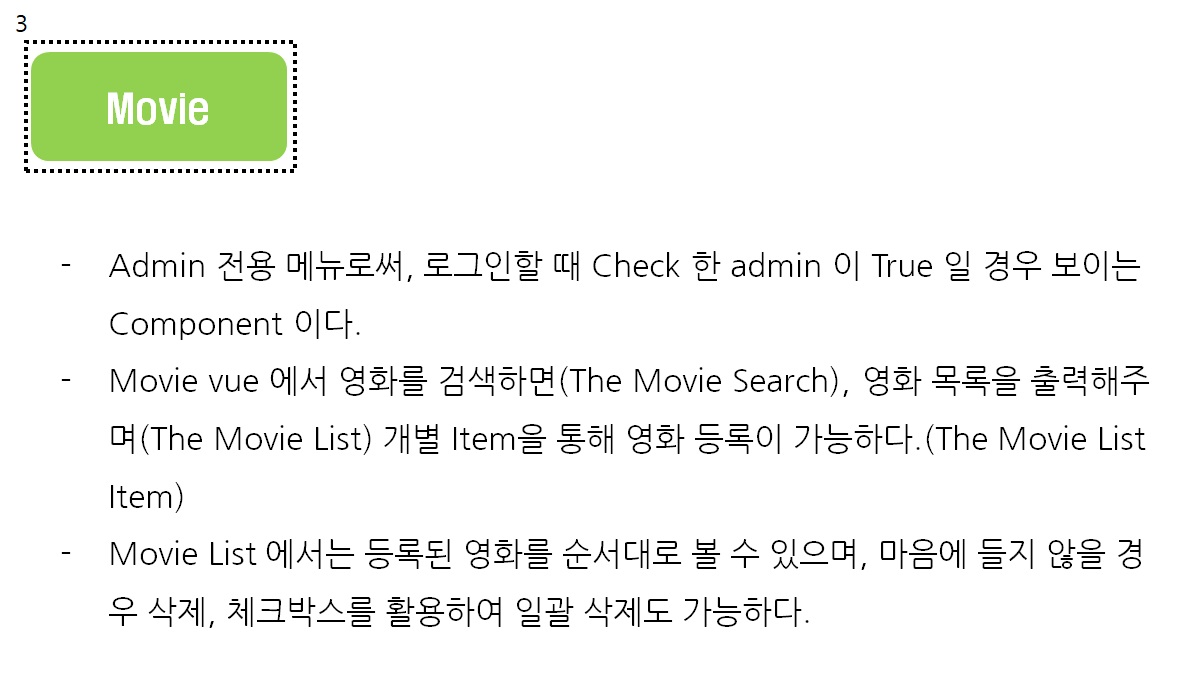 3
Movie
- Admin 전용 메뉴로써, 로그인할 때 Check 한 admin 이 True 일 경우 보이는
Component 이다.
- Movie vue 에서 영화를 검색하면(The Movie Search), 영화 목록을 출력해주
며(The Movie List) 개별 Item을 통해 영화 등록이 가능하다.(The Movie List
Item)
- Movie List 에서는 등록된 영화를 순서대로 볼 수 있으며, 마음에 들지 않을 경
우 삭제, 체크박스를 활용하여 일괄 삭제도 가능하다.